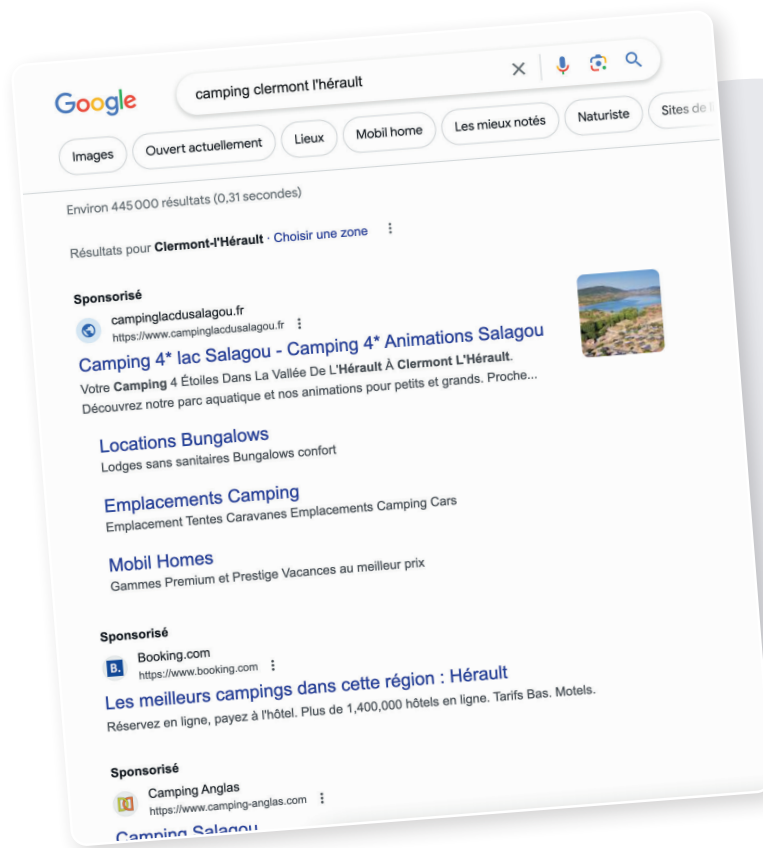 Google
camping clermont l'hérault
Images
Ouvert actuellement
Lieux
Mobil home
Les mieux notés
Naturiste
Sites de
Environ 445 000 résultats (0,31 secondes)
Résultats pour Clermont-l'Hérault · Choisir une zone
Sponsorisé
campinglacdusalagou.fr
https://www.campinglacdusalagou.fr
Camping 4* lac Salagou - Camping 4* Animations Salagou
Votre Camping 4 Étoiles Dans La Vallée De L'Hérault À Clermont L'Hérault.
Découvrez notre parc aquatique et nos animations pour petits et grands. Proche...
Locations Bungalows
Lodges sans sanitaires Bungalows confort
Emplacements Camping
Emplacement Tentes Caravanes Emplacements Camping Cars
Mobil Homes
Gammes Premium et Prestige Vacances au meilleur prix
Sponsorisé
B.
Booking.com
https://www.booking.com
Les meilleurs campings dans cette région : Hérault
Réservez en ligne, payez à l'hôtel. Plus de 1,400,000 hôtels en ligne. Tarifs Bas. Motels.
Sponsorisé
Camping Anglas
https://www.camping-anglas.com
Camping Salagou